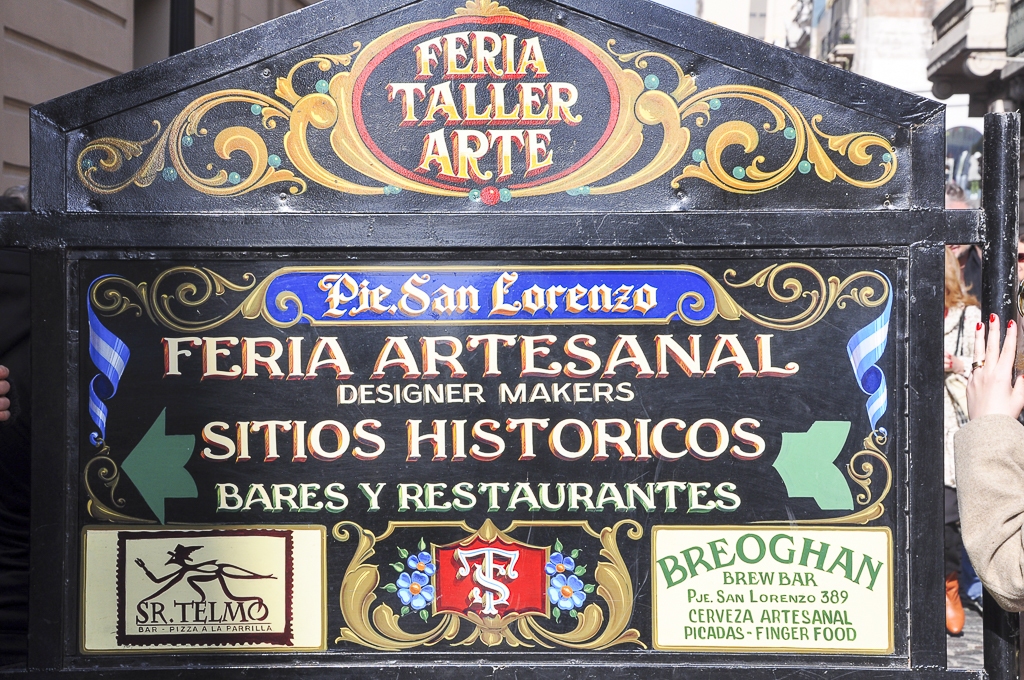 FERIA
TALLER
ARTE
Pje. San Lorenzo
FERIA ARTESANAL
DESIGNER MAKERS
SITIOS HISTORICOS
BARES Y RESTAURANTES
SR. TELMO
BAR - PIZZA A LA PARRILLA
TS
BREOGHAN
BREW BAR
PJE. SAN LORENZO 389
CERVEZA ARTESANAL
PICADAS - FINGER FOOD